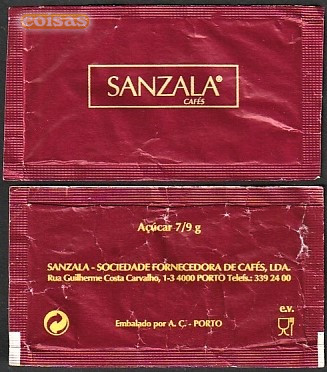 coisas
SANZALA®
CAFÉS
Açúcar 7/9 g
SANZALA - SOCIEDADE FORNECEDORA DE CAFÉS, LDA.
Rua Guilherme Costa Carvalho, 1-3 4000 PORTO Telefs.: 339 24 00
e.v.
Embalado por A. Ç. - PORTO